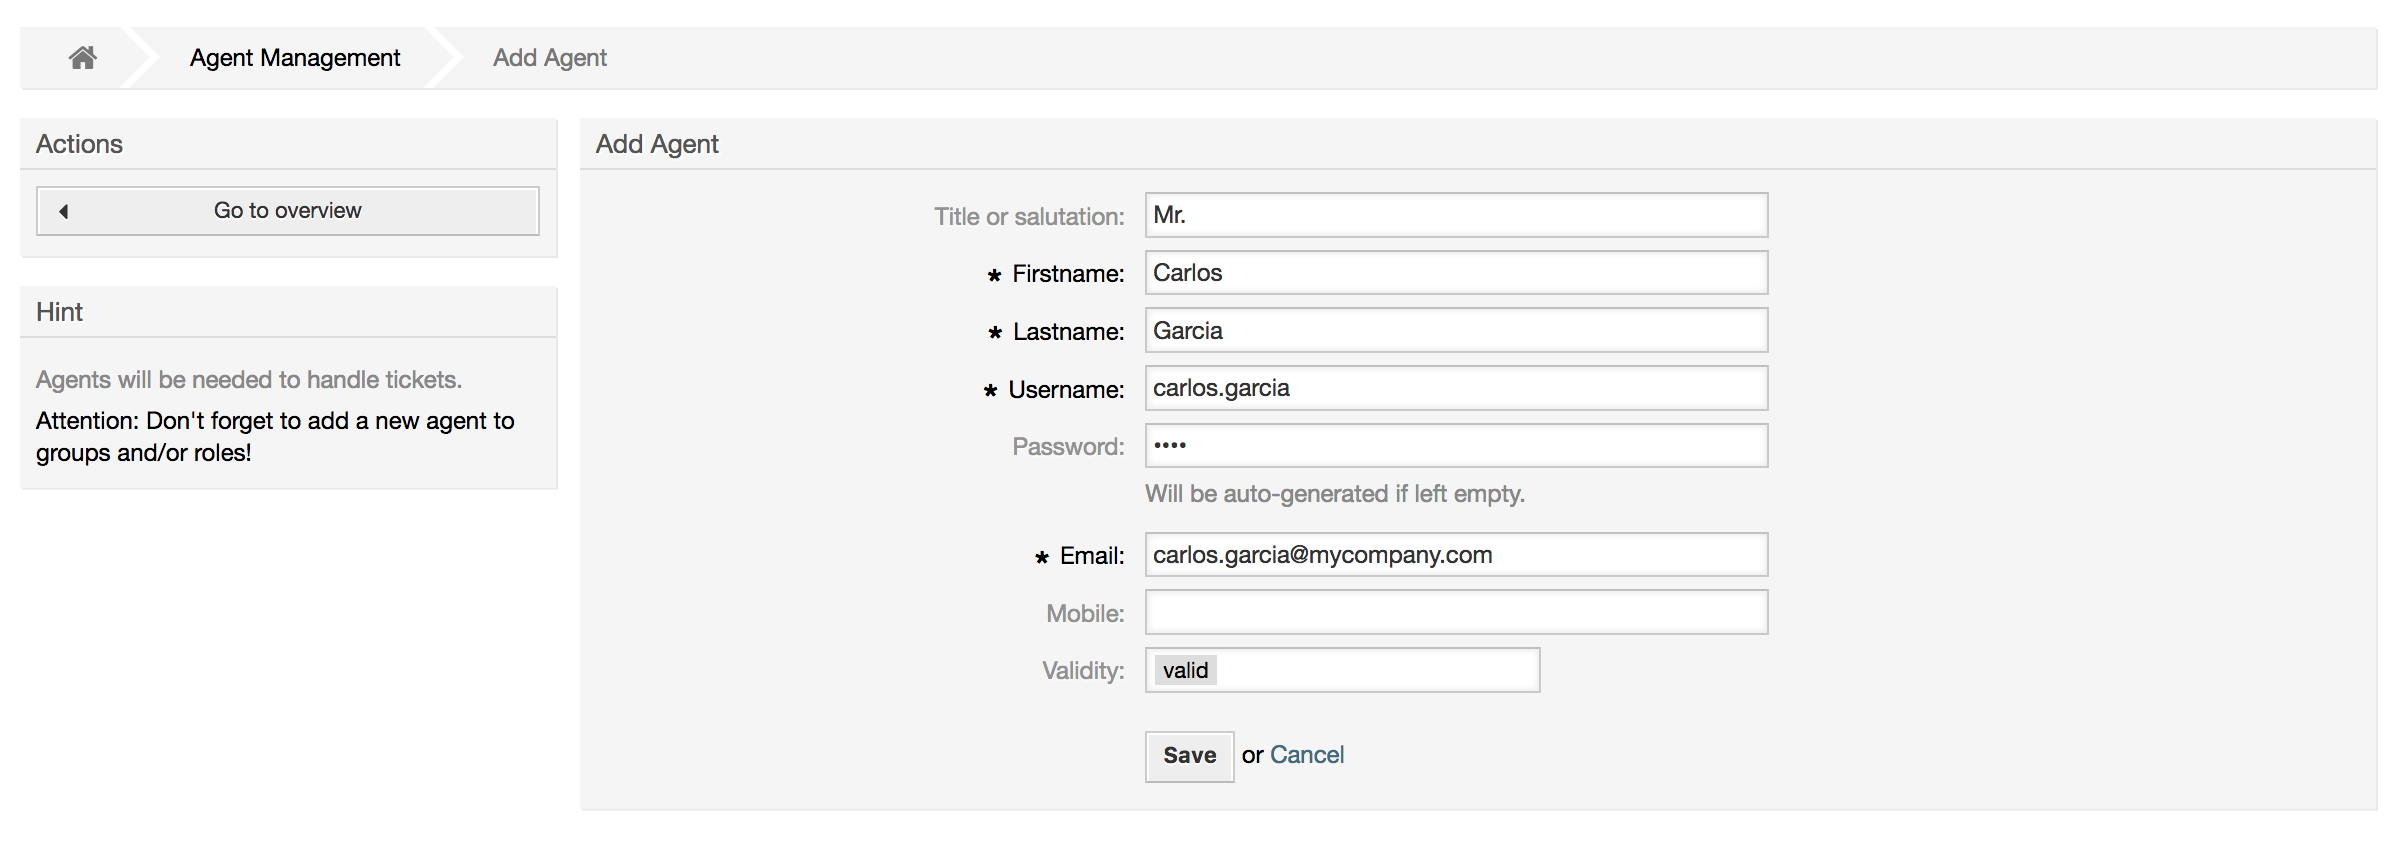 Agent Management
Add Agent
Actions
Go to overview
Hint
Agents will be needed to handle tickets.
Attention: Don't forget to add a new agent to
groups and/or roles!
Add Agent
Title or salutation: Mr.
* Firstname: Carlos
* Lastname: Garcia
* Username: carlos.garcia
Password: ••••
Will be auto-generated if left empty.
* Email: carlos.garcia@mycompany.com
Mobile:
Validity: valid
Save or Cancel